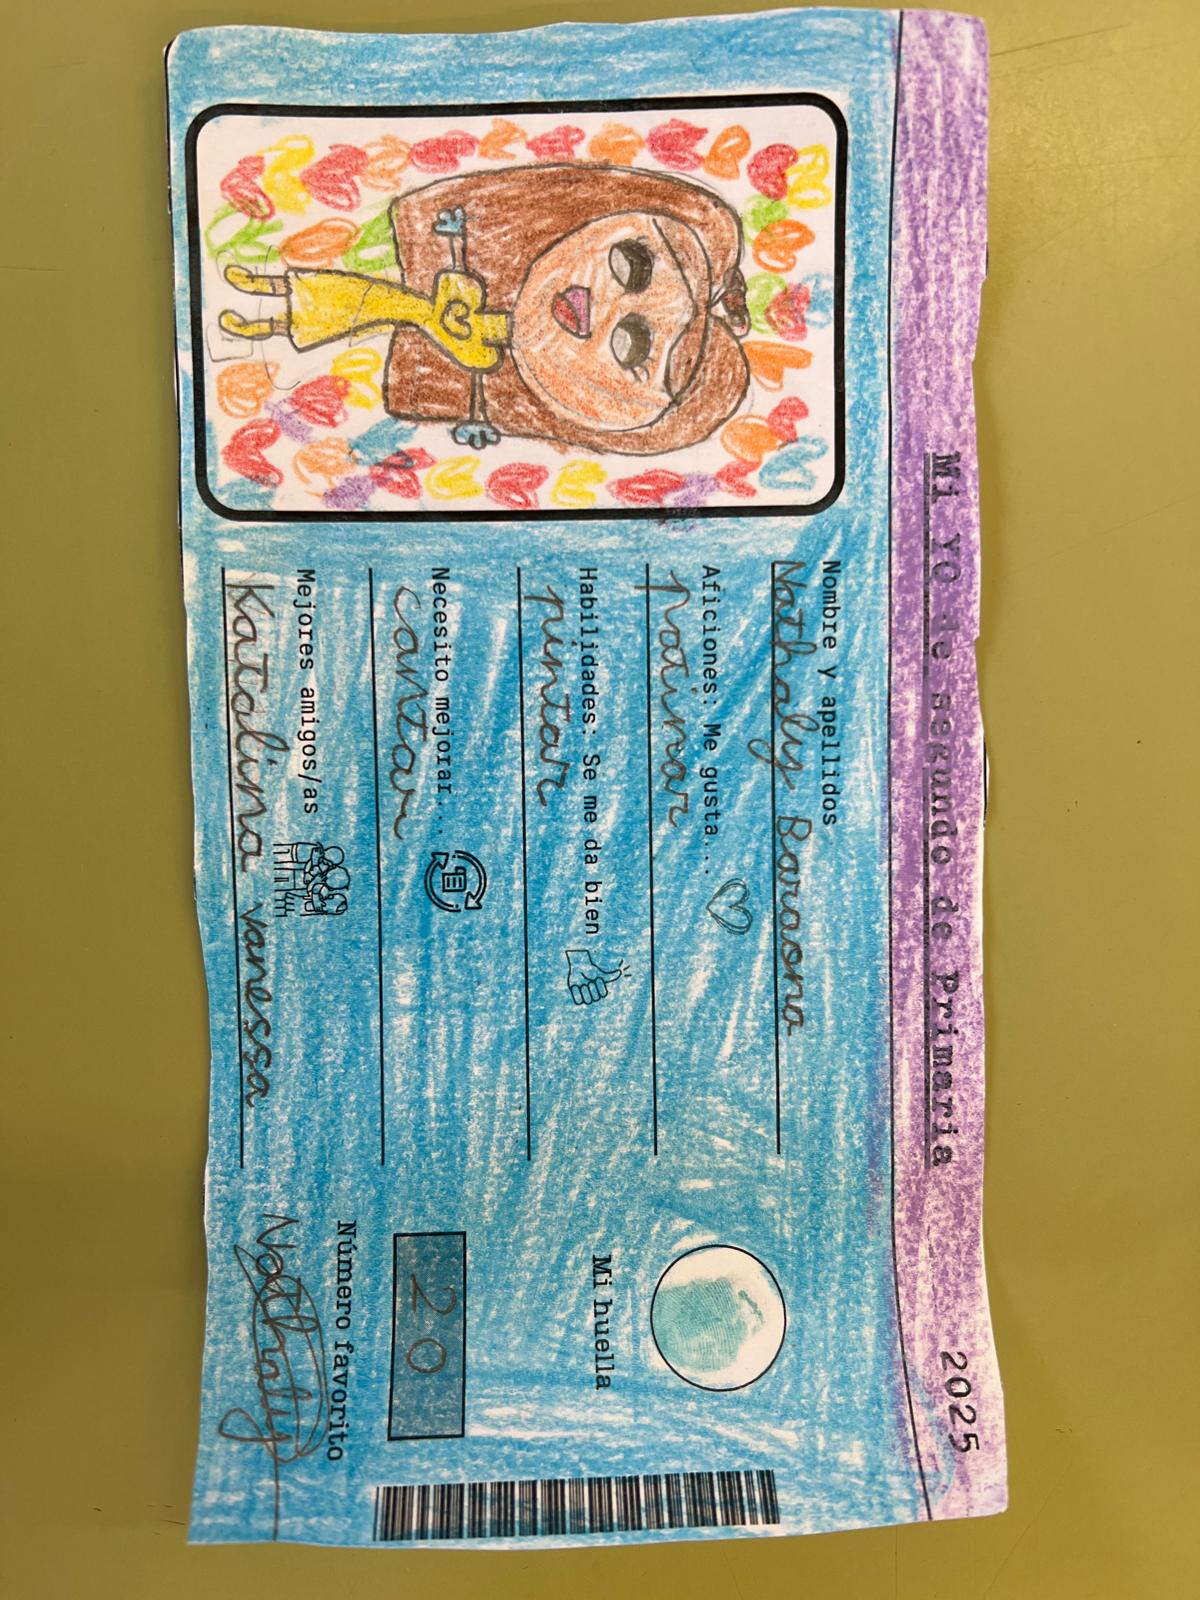 Mi YO de segundo de Primaria
2025
Nombre y apellidos
Nathaly Baraona
Aficiones: Me gusta...
patinar
Habilidades: Se me da bien
pintar
Necesito mejorar...
cantar
Mejores amigos/as
Katalina vanessa
Mi huella
20
Número favorito
Nathaly